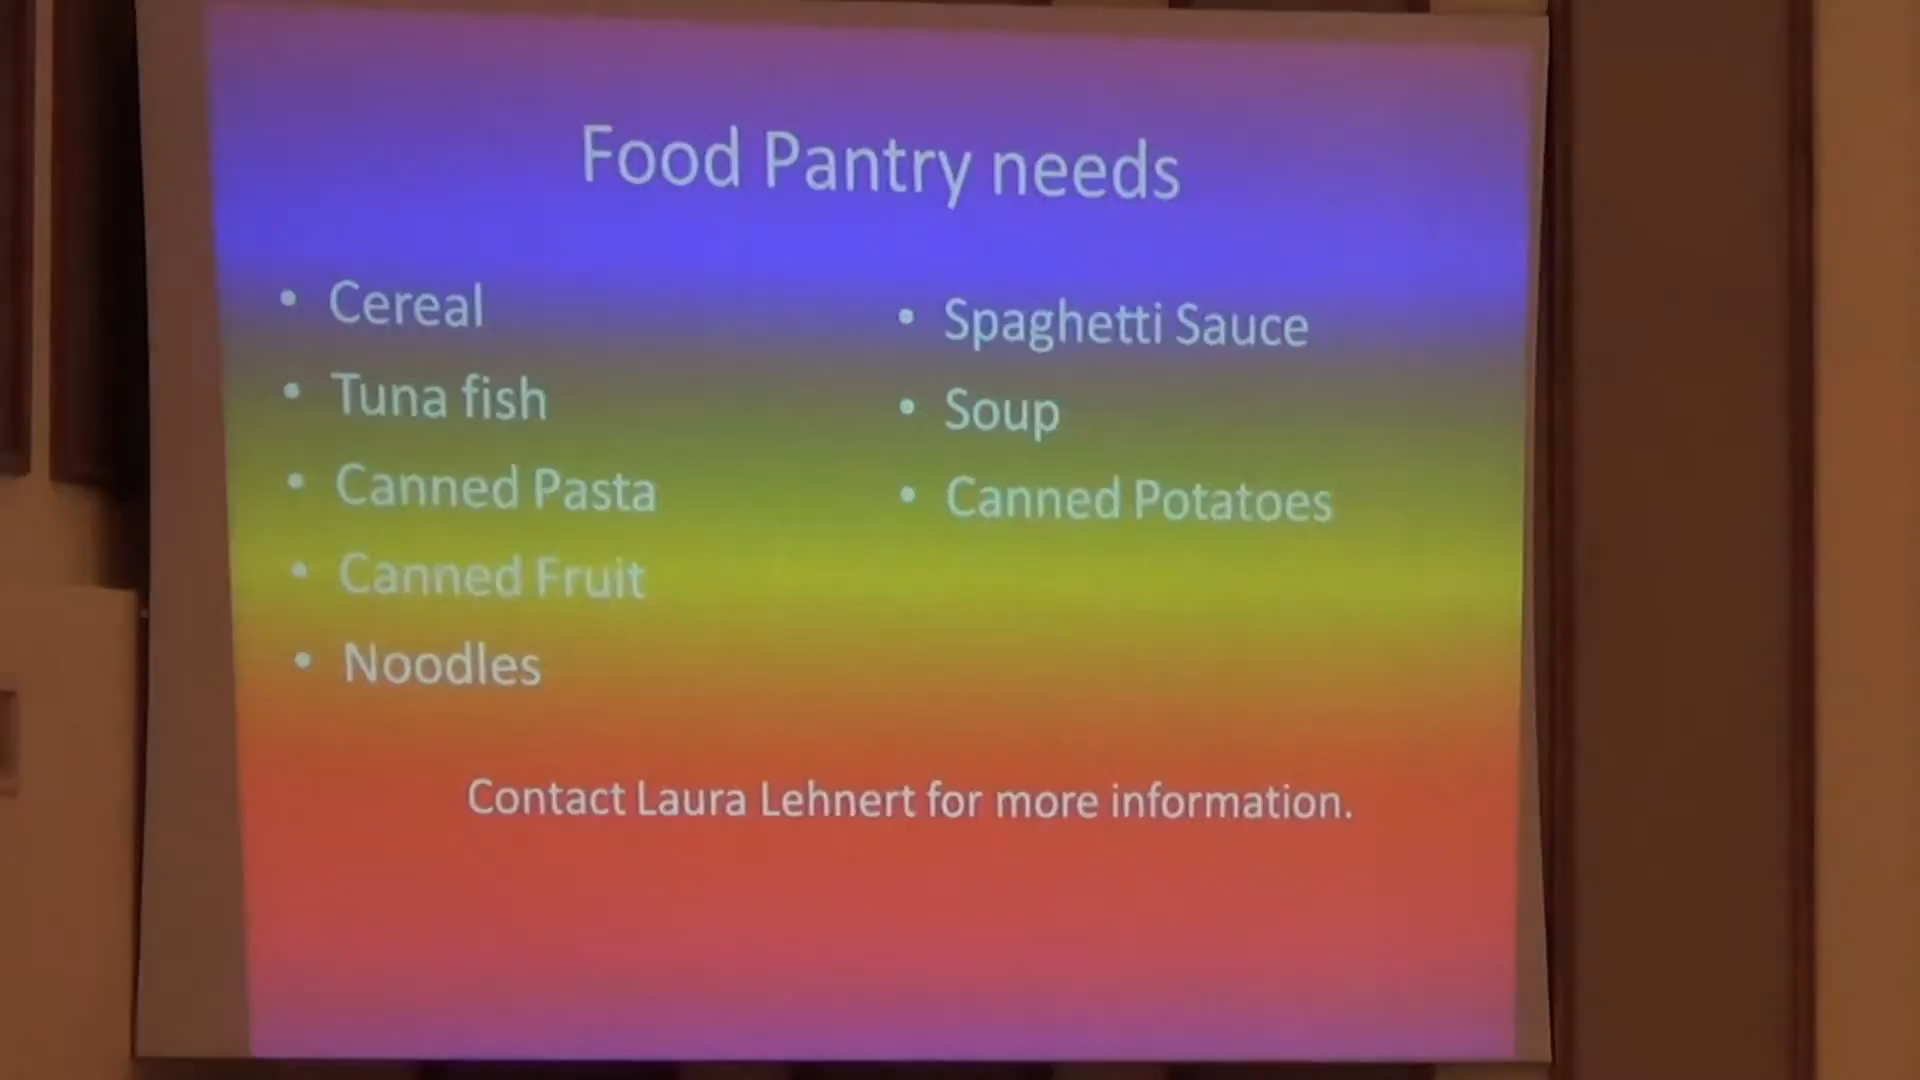 Food Pantry needs
• Cereal
• Tuna fish
• Canned Pasta
• Canned Fruit
• Noodles
• Spaghetti Sauce
• Soup
• Canned Potatoes
Contact Laura Lehnert for more information.